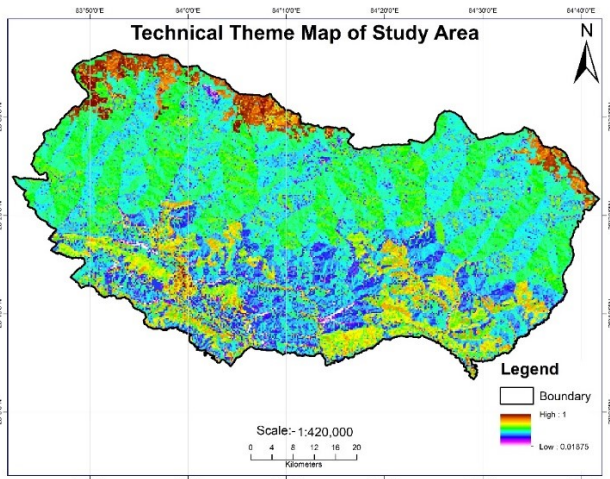 83°50'0"E 84°0'0"E 84°10'0"E 84°20'0"E 84°30'0"E 84°40'0"E
Technical Theme Map of Study Area
N
Legend
Boundary
High : 1
Low : 0.01675
Scale:- 1:420,000
0 4 8 12 16 20
Kilometers